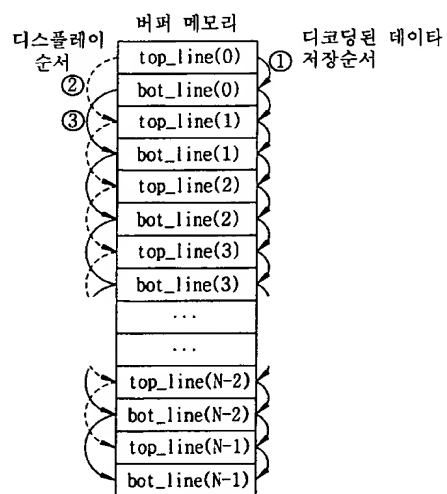 버퍼 메모리
디스플레이
순서
디코딩된 데이타
저장순서
①
②
③
top_line(0)
bot_line(0)
top_line(1)
bot_line(1)
top_line(2)
bot_line(2)
top_line(3)
bot_line(3)
...
...
top_line(N-2)
bot_line(N-2)
top_line(N-1)
bot_line(N-1)